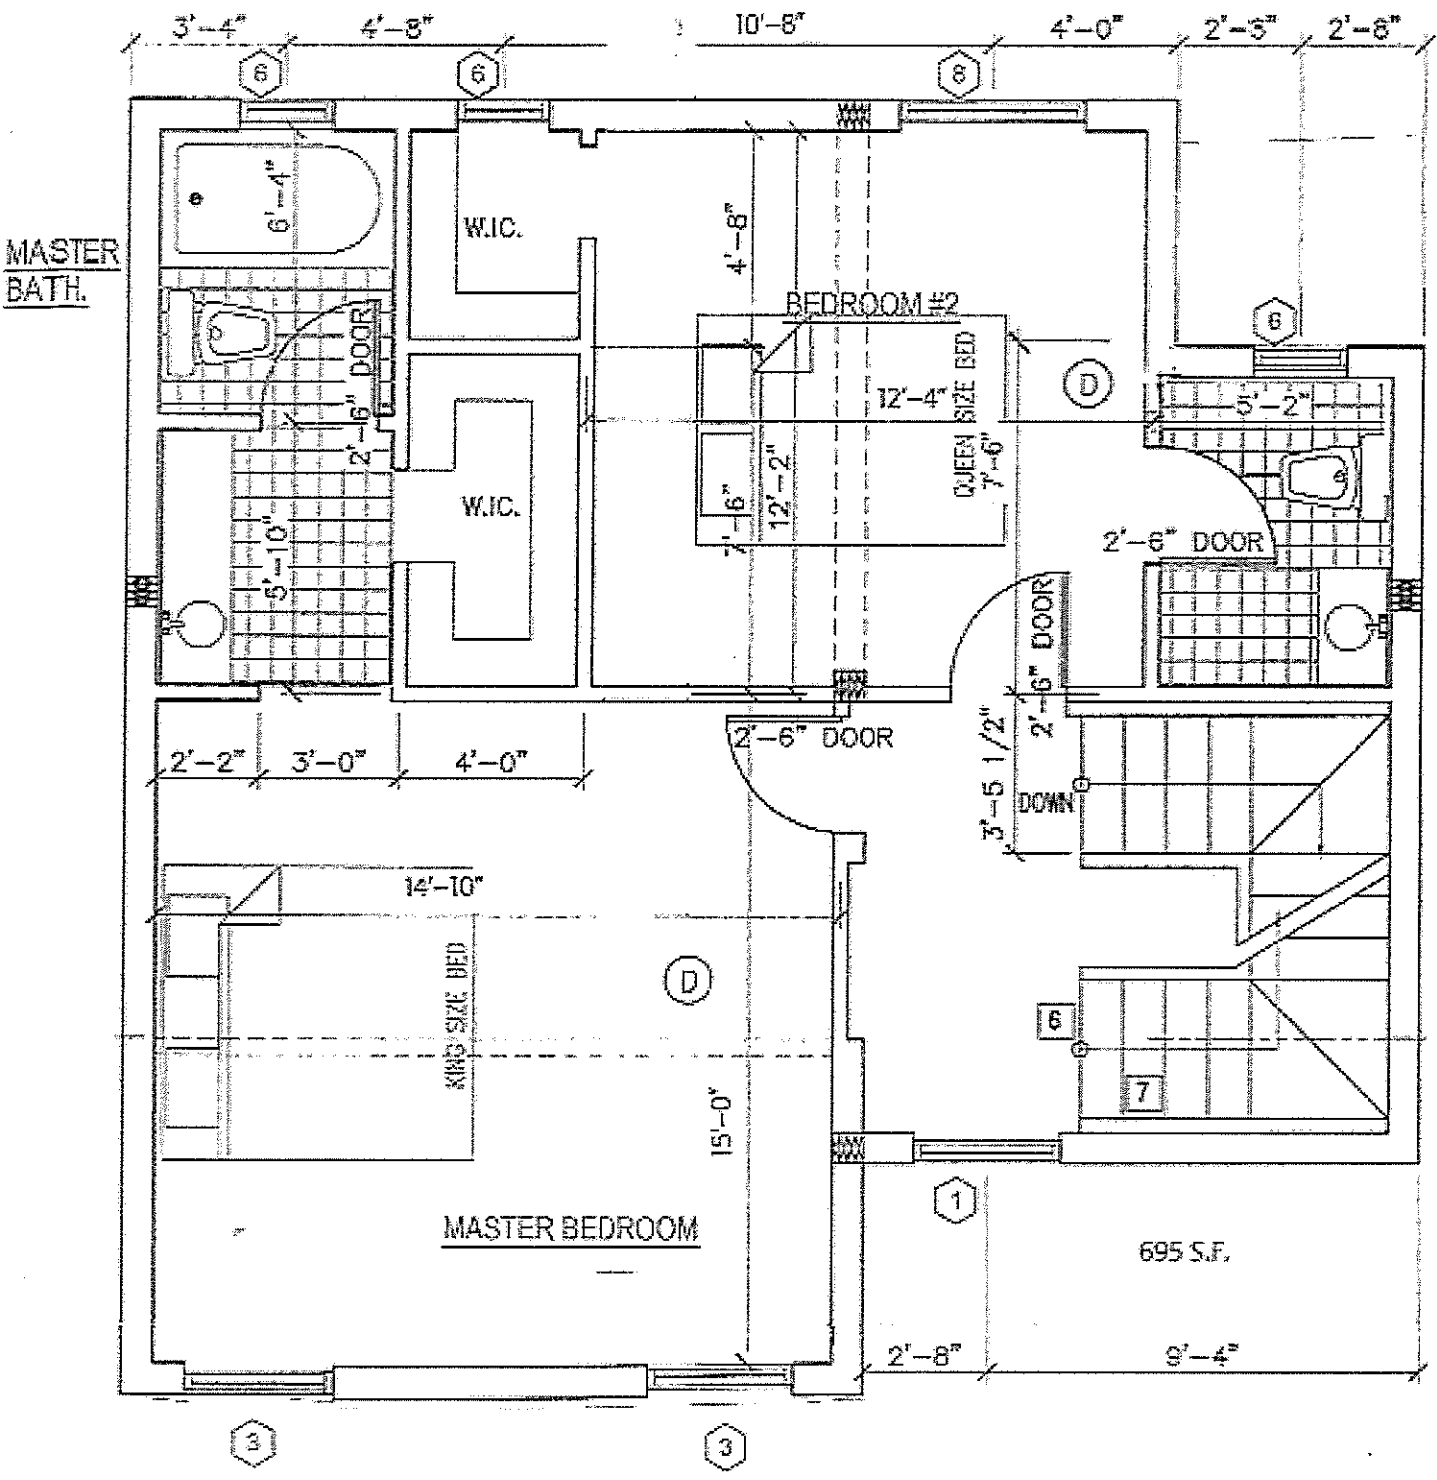 3'-4" 4'-8" 10'-8" 4'-0" 2'-8"
6 6 8
6'-4"
W.I.C.
4'-8"
MASTER
BATH.
BEDROOM #2
6
2'-6" DOOR
QUEEN SIZE BED
D
12'-4"
7'-6"
12'-2"
7'-6"
W.I.C.
5'-10"
2'-6" DOOR
2'-6" DOOR
2'-6" DOOR
2'-2" 3'-0" 4'-0"
3'-5 1/2"
DOWN
14'-10"
KING SIZE BED
D
6
7
15'-0"
1
MASTER BEDROOM
695 S.F.
2'-8" 9'-4"
3 3